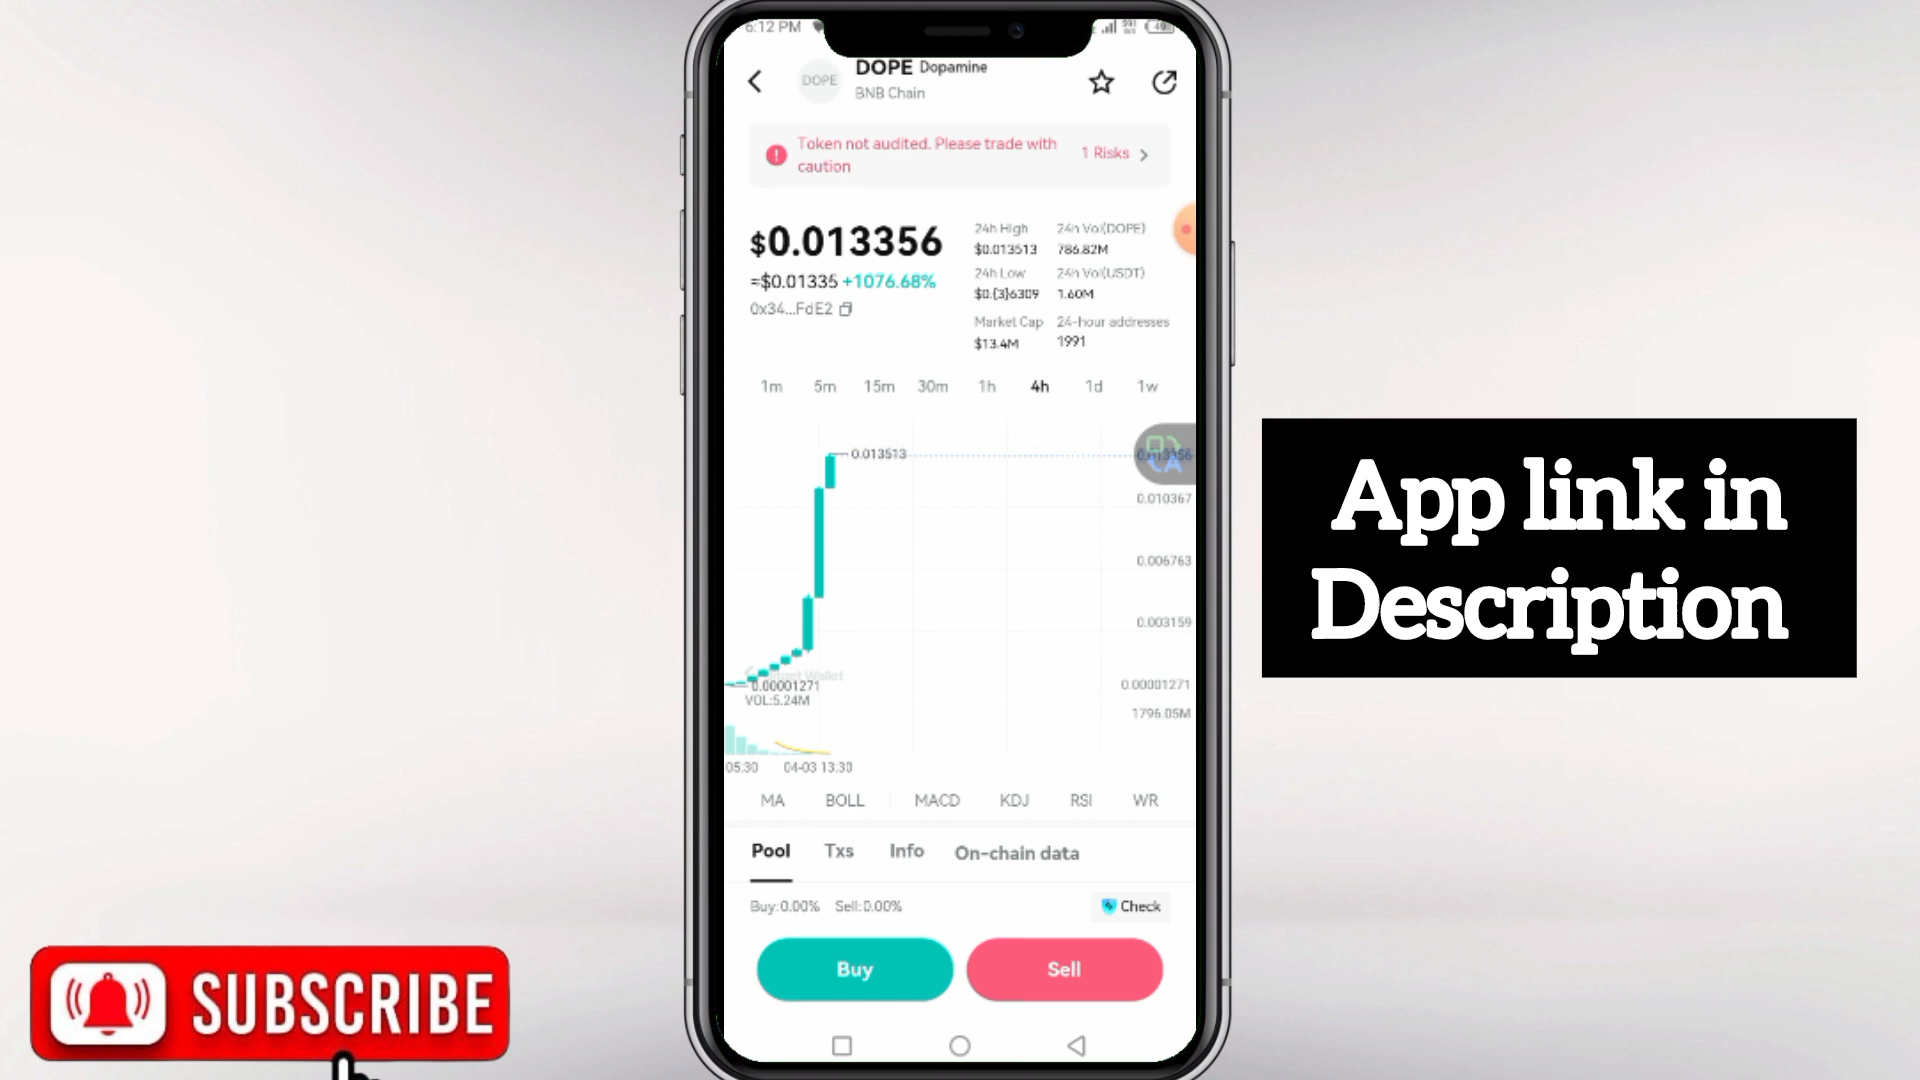 6:12 PM
DOPE
DOPE Dopamine
BNB Chain
Token not audited. Please trade with
caution
1 Risks
$0.013356
≈$0.01335 +1076.68%
0x34...FdE2
24h High
$0.013513
24h Vol(DOPE)
786.82M
24h Low
$0.{3}6309
24h Vol(USDT)
1.60M
Market Cap
$13.4M
24-hour addresses
1991
1m 5m 15m 30m 1h 4h 1d 1w
0.013513
0.013356
0.010367
0.006763
0.003159
0.00001271
0.00001271
VOL:5.24M
1796.05M
05:30 04-03 13:30
MA BOLL MACD KDJ RSI WR
Pool Txs Info On-chain data
Buy:0.00% Sell:0.00%
Check
Buy
Sell
App link in
Description
SUBSCRIBE